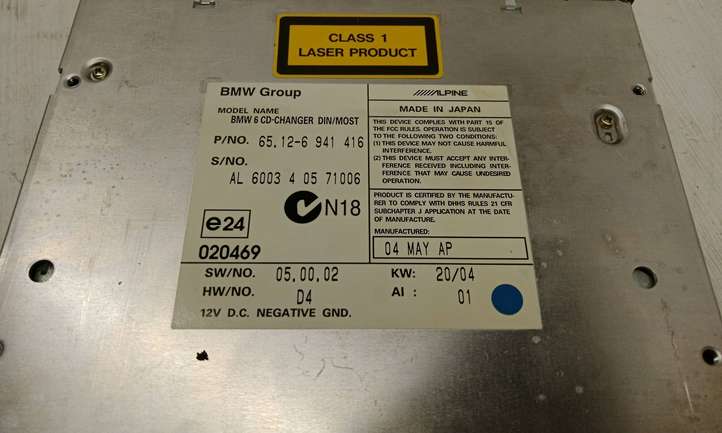 CLASS 1
LASER PRODUCT
BMW Group
MODEL NAME
BMW 6 CD-CHANGER DIN/MOST
P/NO. 65.12-6 941 416
S/NO.
AL 6003 4 05 71006
N18
e24
020469
ALPINE
MADE IN JAPAN
THIS DEVICE COMPLIES WITH PART 15 OF
THE FCC RULES. OPERATION IS SUBJECT
TO THE FOLLOWING TWO CONDITIONS:
(1) THIS DEVICE MAY NOT CAUSE HARMFUL
INTERFERENCE.
(2) THIS DEVICE MUST ACCEPT ANY INTER-
FERENCE RECEIVED INCLUDING INTER-
FERENCE THAT MAY CAUSE UNDESIRED
OPERATION.
PRODUCT IS CERTIFIED BY THE MANUFACTU-
RER TO COMPLY WITH DHHS RULES 21 CFR
SUBCHAPTER J APPLICATION AT THE DATE
OF MANUFACTURE.
MANUFACTURED:
04 MAY AP
SW/NO. 05,00,02 KW: 20/04
HW/NO. D4 AI : 01
12V D.C. NEGATIVE GND.